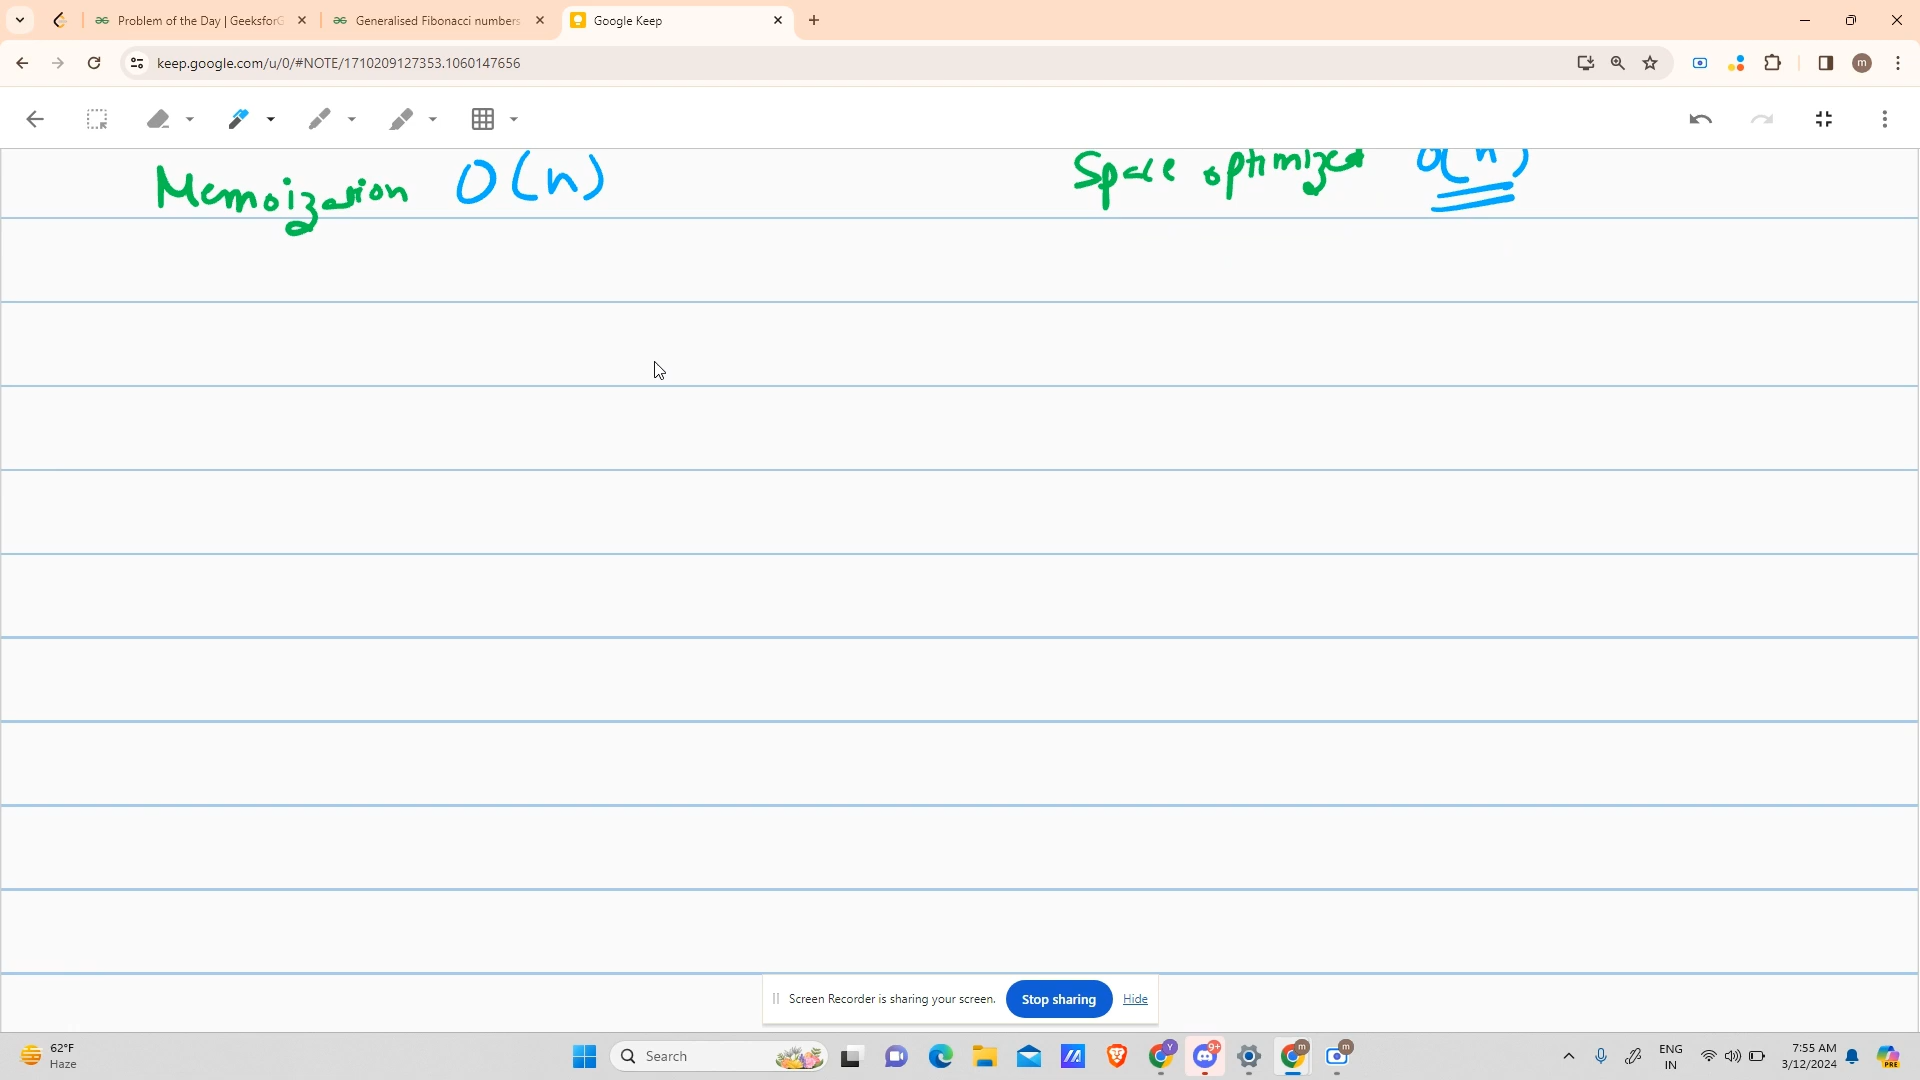 Problem of the Day | GeeksforG
Generalised Fibonacci numbers
Google Keep
keep.google.com/u/0/#NOTE/1710209127353.1060147656
m
Memoization O(n)
Space optimized O(n)
Screen Recorder is sharing your screen.
Stop sharing
Hide
62°F
Haze
Search
Y
9+
m
m
ENG
IN
7:55 AM
3/12/2024
PRE